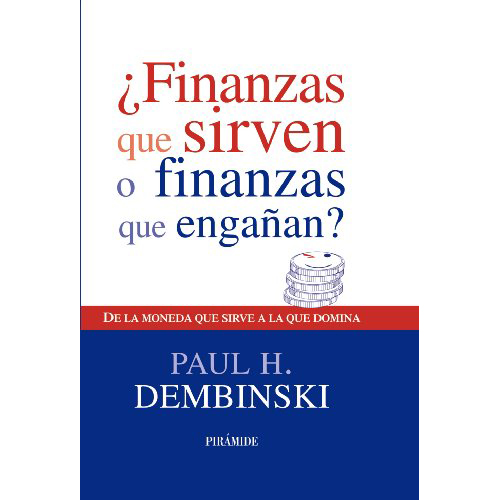 ¿Finanzas
que sirven
o finanzas
que engañan?
DE LA MONEDA QUE SIRVE A LA QUE DOMINA
PAUL H.
DEMBINSKI
PIRÁMIDE